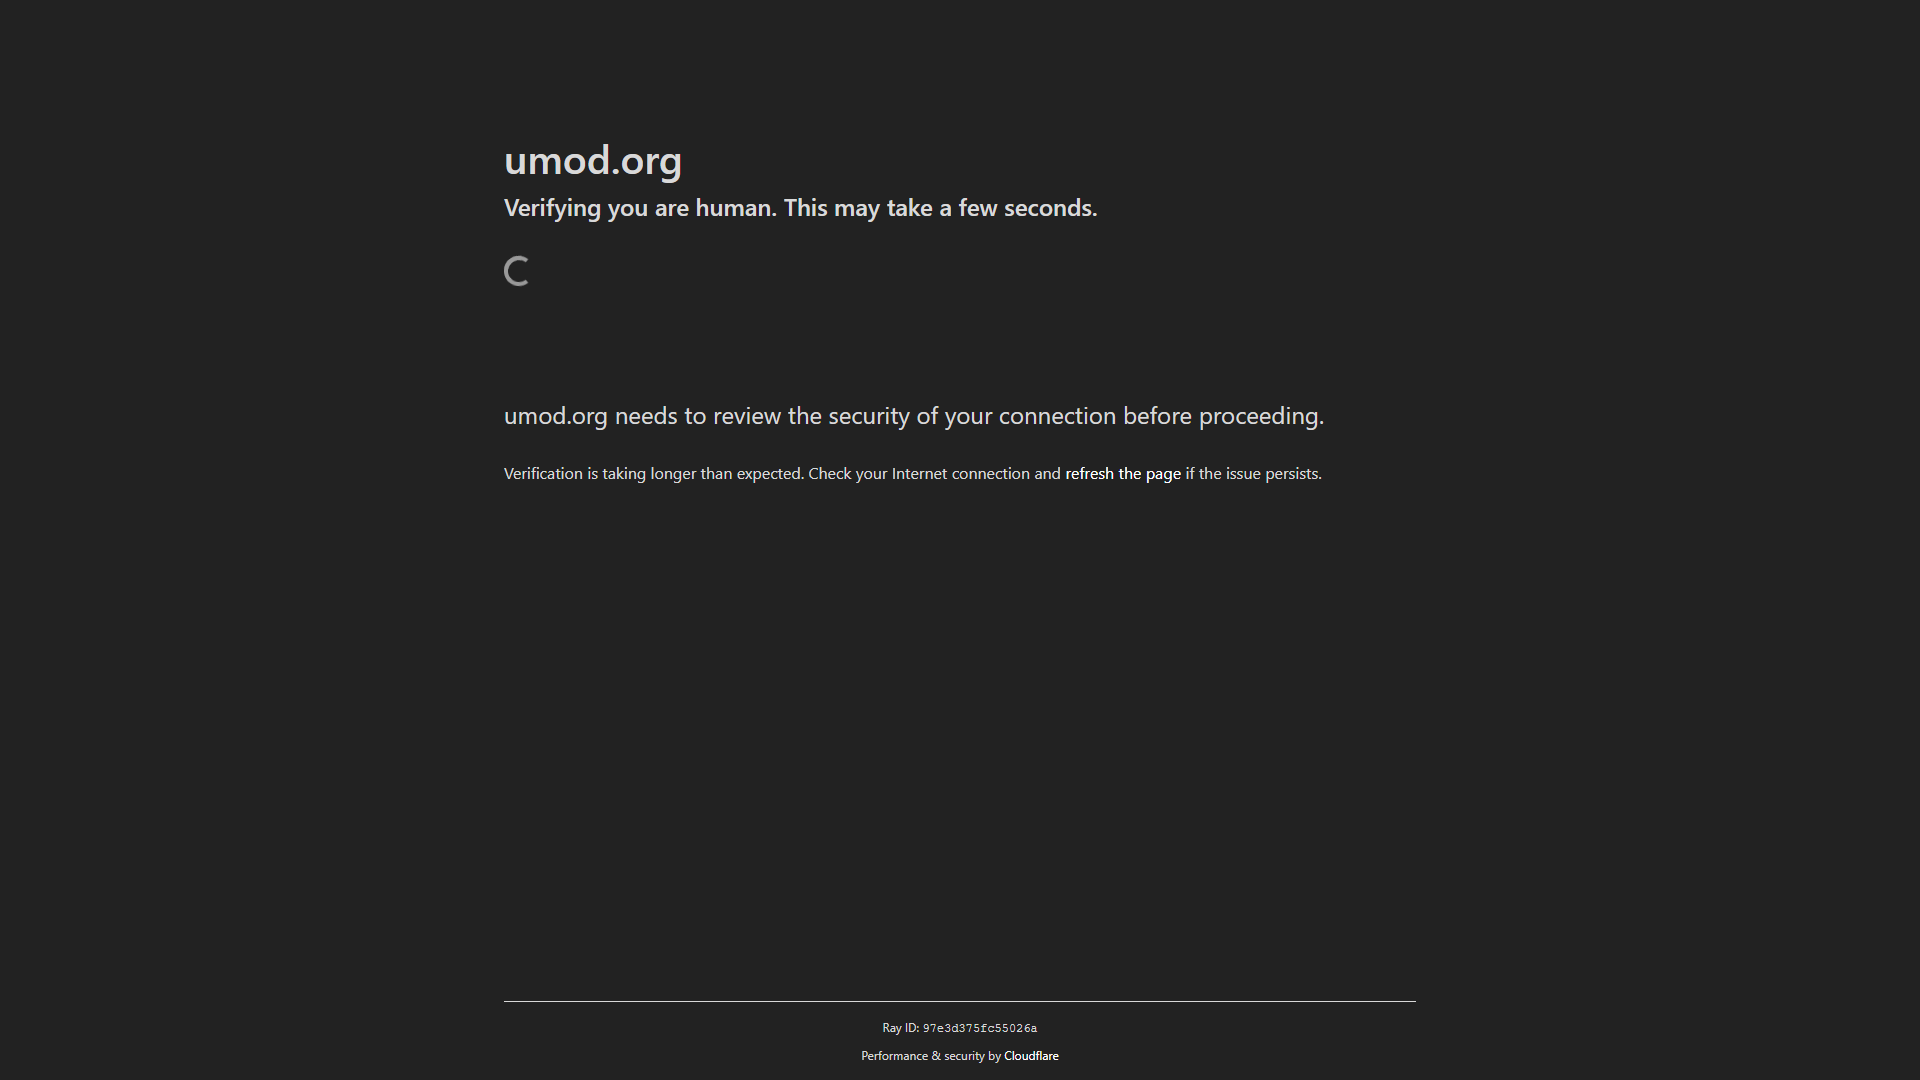 umod.org
Verifying you are human. This may take a few seconds.
umod.org needs to review the security of your connection before proceeding.
Verification is taking longer than expected. Check your Internet connection and refresh the page if the issue persists.
Ray ID: 97e3d375fc55026a
Performance & security by Cloudflare